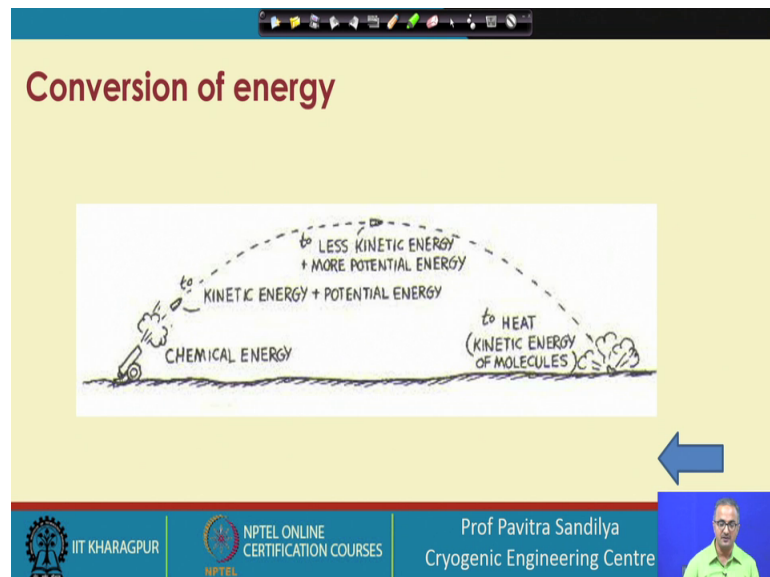 Conversion of energy
to
LESS KINETIC ENERGY
+ MORE POTENTIAL ENERGY
to
KINETIC ENERGY + POTENTIAL ENERGY
CHEMICAL ENERGY
to HEAT
(KINETIC ENERGY
OF MOLECULES)
IIT KHARAGPUR
NPTEL
NPTEL ONLINE
CERTIFICATION COURSES
Prof Pavitra Sandilya
Cryogenic Engineering Centre